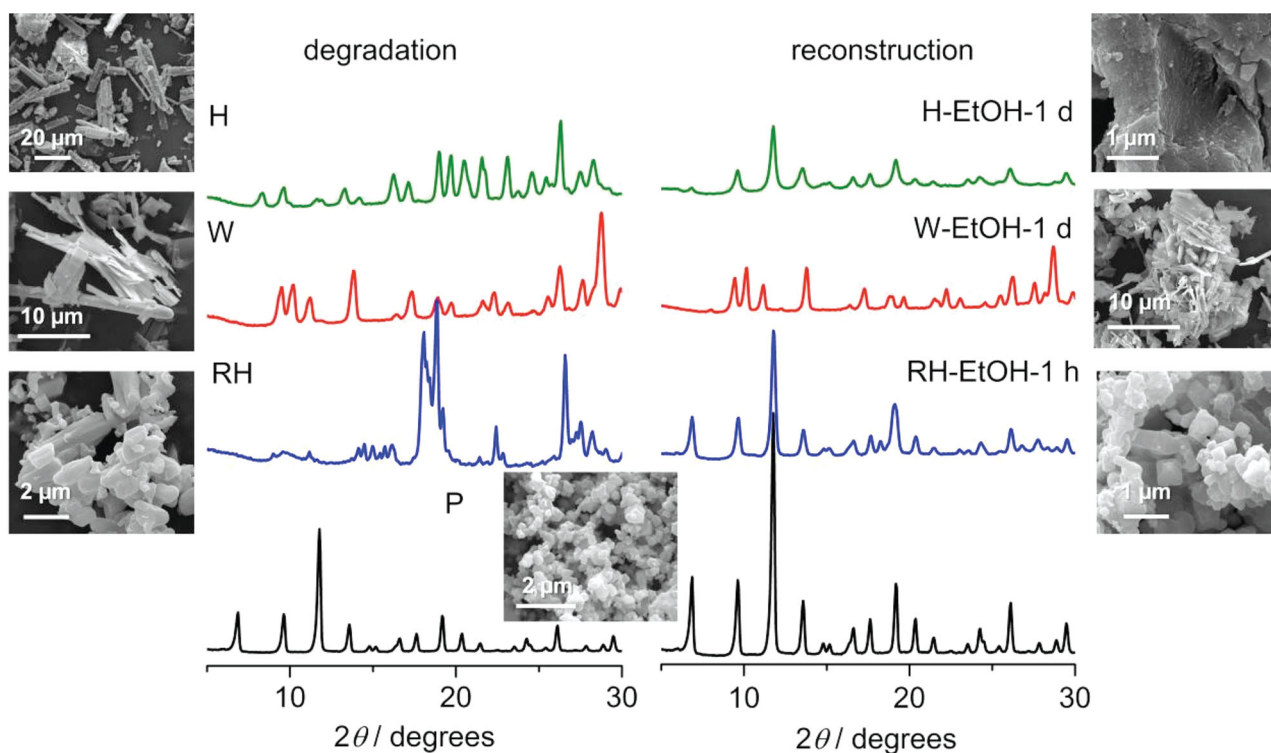 degradation
reconstruction
20 µm
H
H-EtOH-1 d
1 µm
W
W-EtOH-1 d
10 µm
10 µm
RH
RH-EtOH-1 h
2 µm
1 µm
P
2 µm
10 20 30
10 20 30
2θ / degrees
2θ / degrees